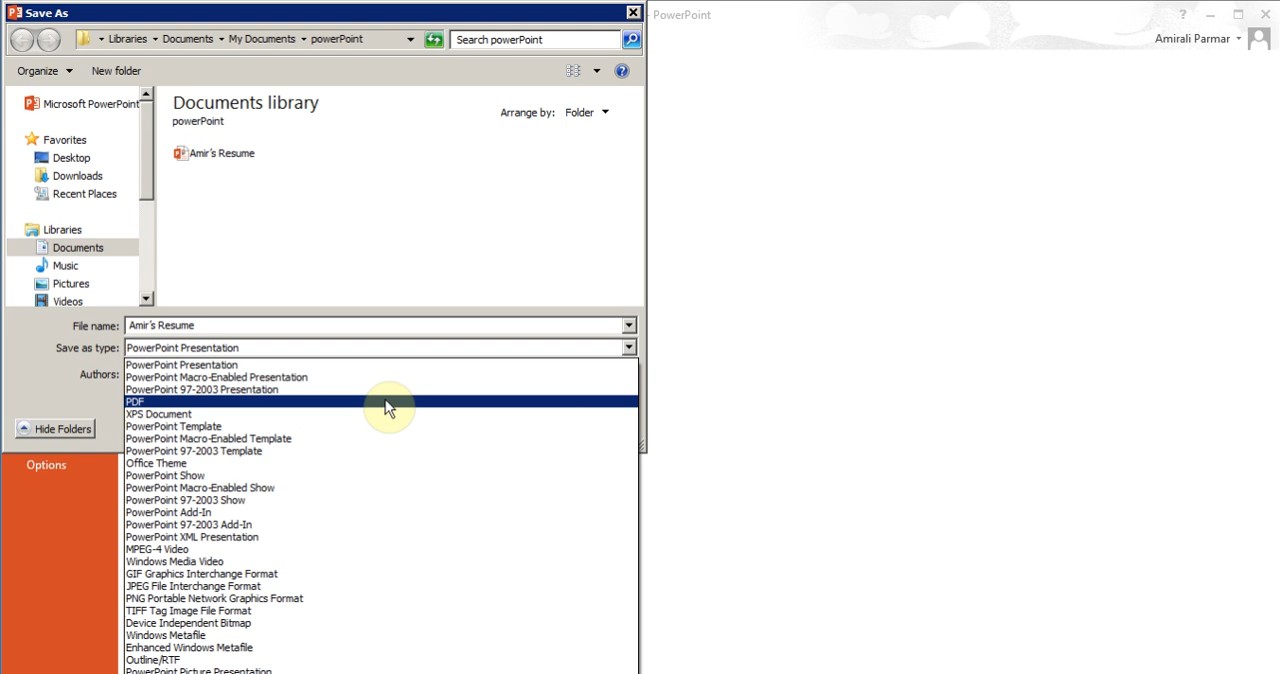 Save As
- PowerPoint
Amirali Parmar
Libraries Documents My Documents powerPoint
Search powerPoint
Organize New folder
Microsoft PowerPoint
Favorites
Desktop
Downloads
Recent Places
Libraries
Documents
Music
Pictures
Videos
Documents library
powerPoint
Arrange by: Folder
Amir's Resume
File name: Amir's Resume
Save as type: PowerPoint Presentation
Authors:
Hide Folders
Options
PowerPoint Presentation
PowerPoint Macro-Enabled Presentation
PowerPoint 97-2003 Presentation
PDF
XPS Document
PowerPoint Template
PowerPoint Macro-Enabled Template
PowerPoint 97-2003 Template
Office Theme
PowerPoint Show
PowerPoint Macro-Enabled Show
PowerPoint 97-2003 Show
PowerPoint Add-In
PowerPoint 97-2003 Add-In
PowerPoint XML Presentation
MPEG-4 Video
Windows Media Video
GIF Graphics Interchange Format
JPEG File Interchange Format
PNG Portable Network Graphics Format
TIFF Tag Image File Format
Device Independent Bitmap
Windows Metafile
Enhanced Windows Metafile
Outline/RTF
PowerPoint Picture Presentation